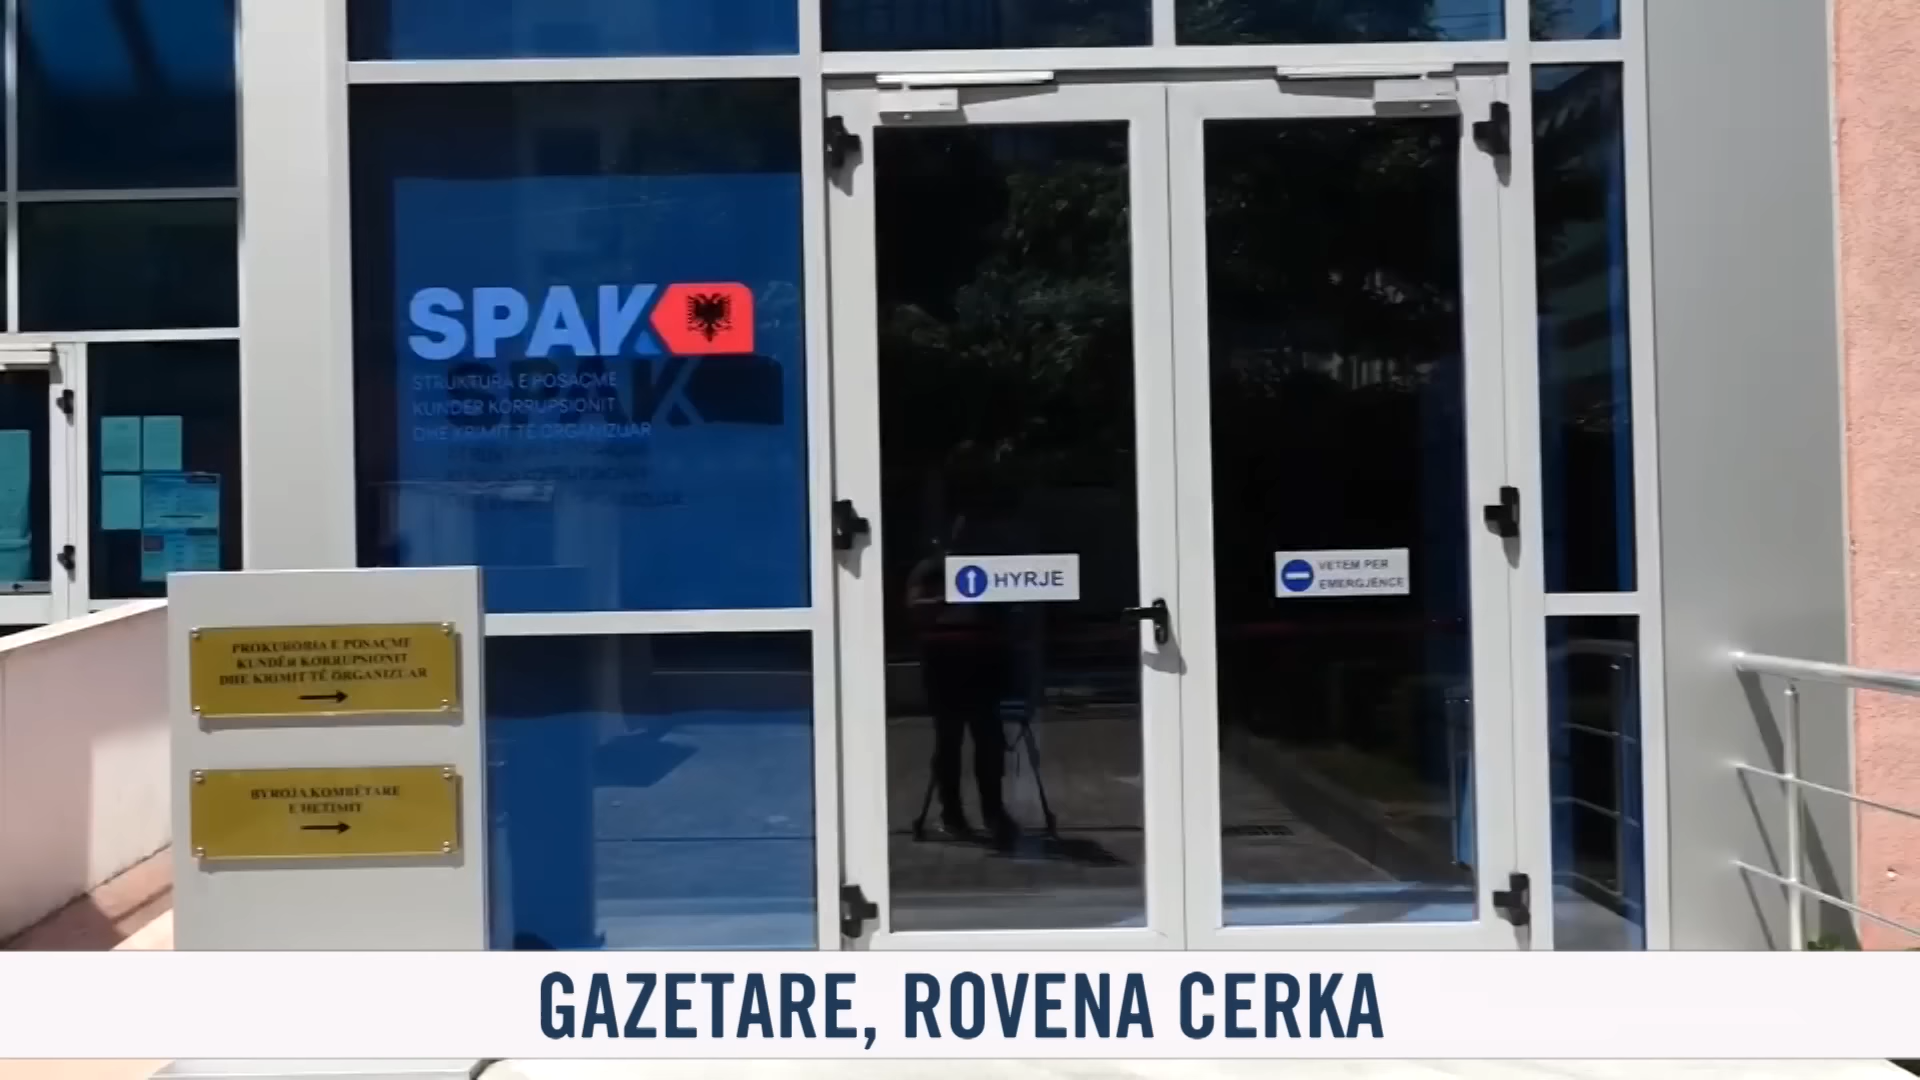 SPAK
STRUKTURA E POSAÇME
KUNDËR KORRUPSIONIT
DHE KRIMIT TË ORGANIZUAR
HYRJE
VETEM PER
EMERGJENCE
PROKURORIA E POSAÇME
KUNDËR KORRUPSIONIT
DHE KRIMIT TË ORGANIZUAR
BYROJA KOMBËTARE
E HETIMIT
GAZETARE, ROVENA CERKA